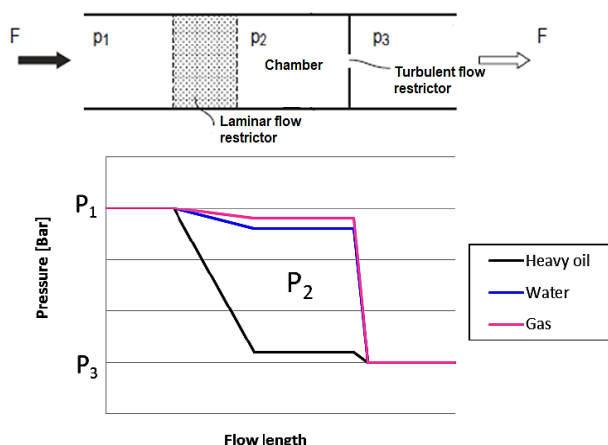 F
p1
p2
p3
F
Chamber
Turbulent flow
restrictor
Laminar flow
restrictor
P1
P2
P3
Pressure [Bar]
Flow length
Heavy oil
Water
Gas